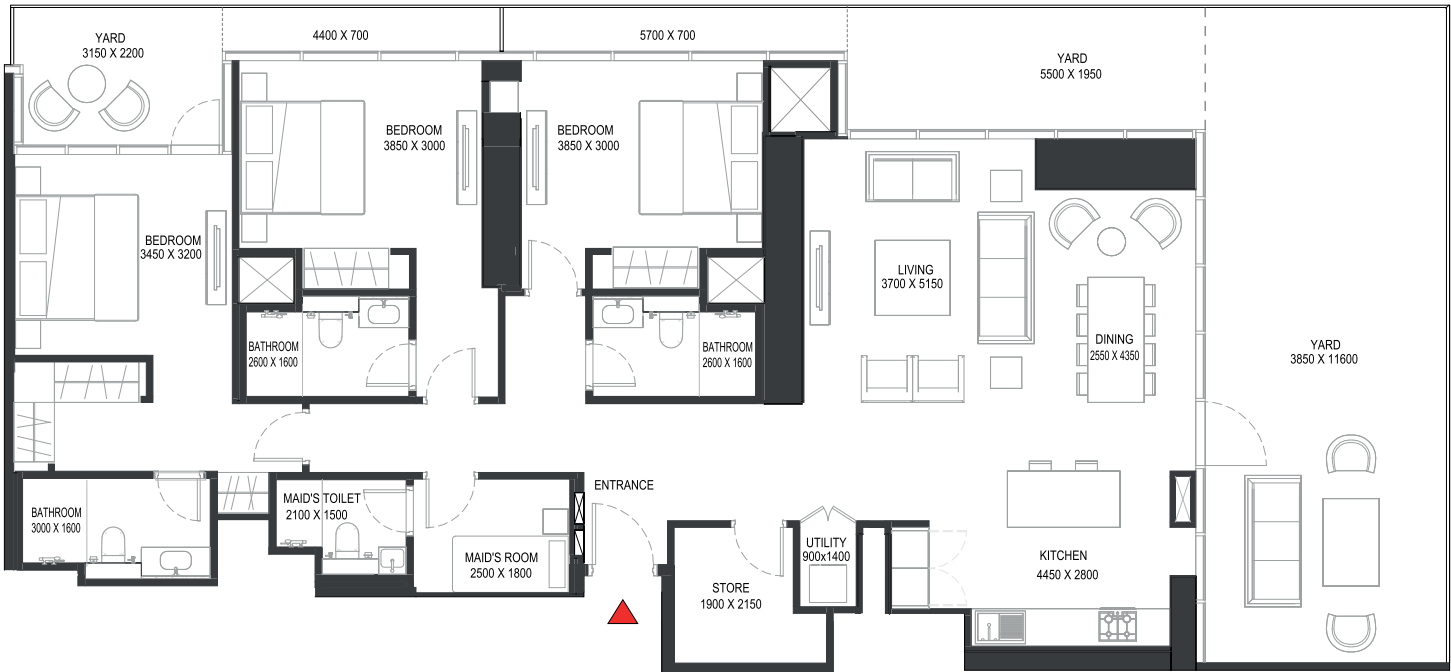 YARD
3150 X 2200
4400 X 700
5700 X 700
YARD
5500 X 1950
BEDROOM
3850 X 3000
BEDROOM
3850 X 3000
BEDROOM
3450 X 3200
LIVING
3700 X 5150
DINING
2550 X 4350
YARD
3850 X 11600
BATHROOM
2600 X 1600
BATHROOM
2600 X 1600
BATHROOM
3000 X 1600
MAID'S TOILET
2100 X 1500
ENTRANCE
MAID'S ROOM
2500 X 1800
UTILITY
900x1400
STORE
1900 X 2150
KITCHEN
4450 X 2800